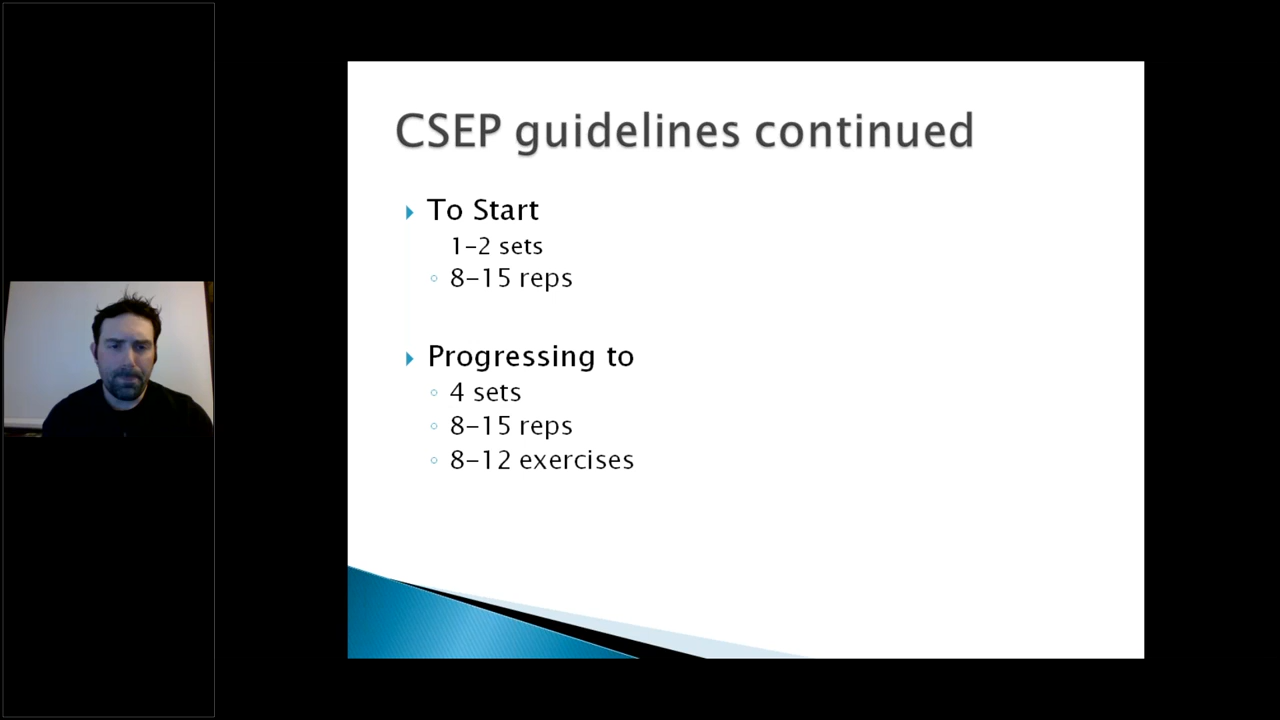 CSEP guidelines continued
To Start
1-2 sets
8-15 reps
Progressing to
4 sets
8-15 reps
8-12 exercises